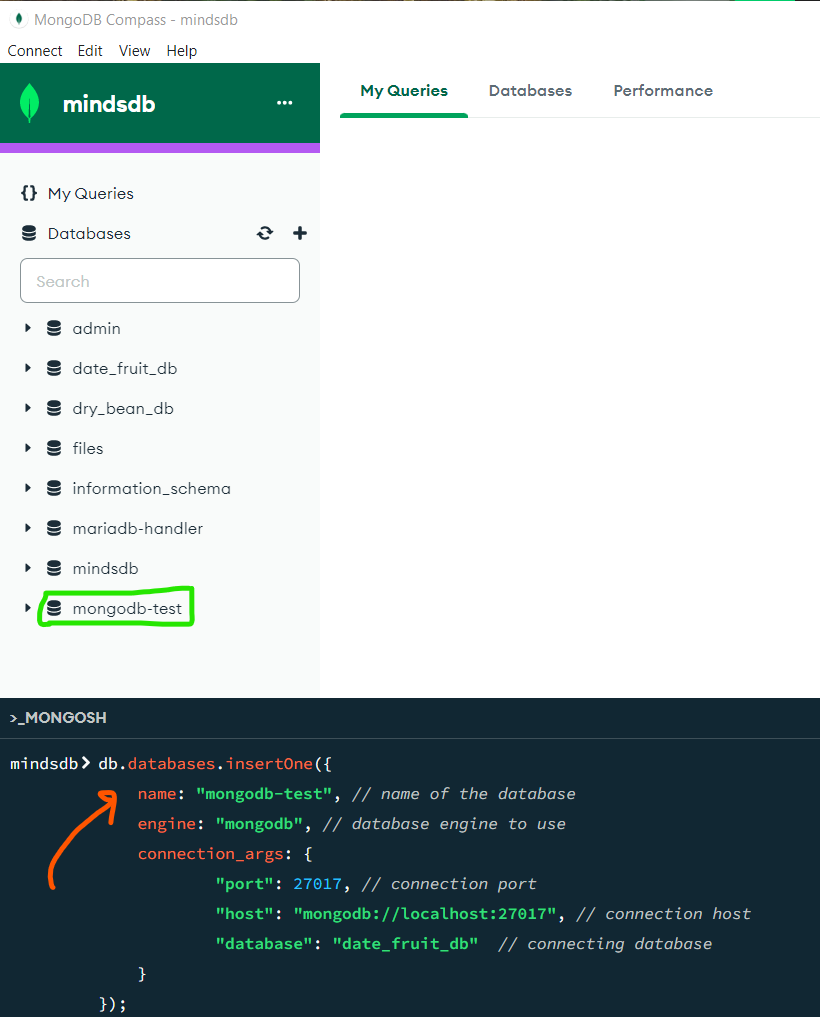 MongoDB Compass - mindsdb
Connect Edit View Help
mindsdb ...
My Queries Databases Performance
{} My Queries
Databases
Search
admin
date_fruit_db
dry_bean_db
files
information_schema
mariadb-handler
mindsdb
mongodb-test
>_MONGOSH
mindsdb> db.databases.insertOne({
name: "mongodb-test", // name of the database
engine: "mongodb", // database engine to use
connection_args: {
"port": 27017, // connection port
"host": "mongodb://localhost:27017", // connection host
"database": "date_fruit_db" // connecting database
}
});